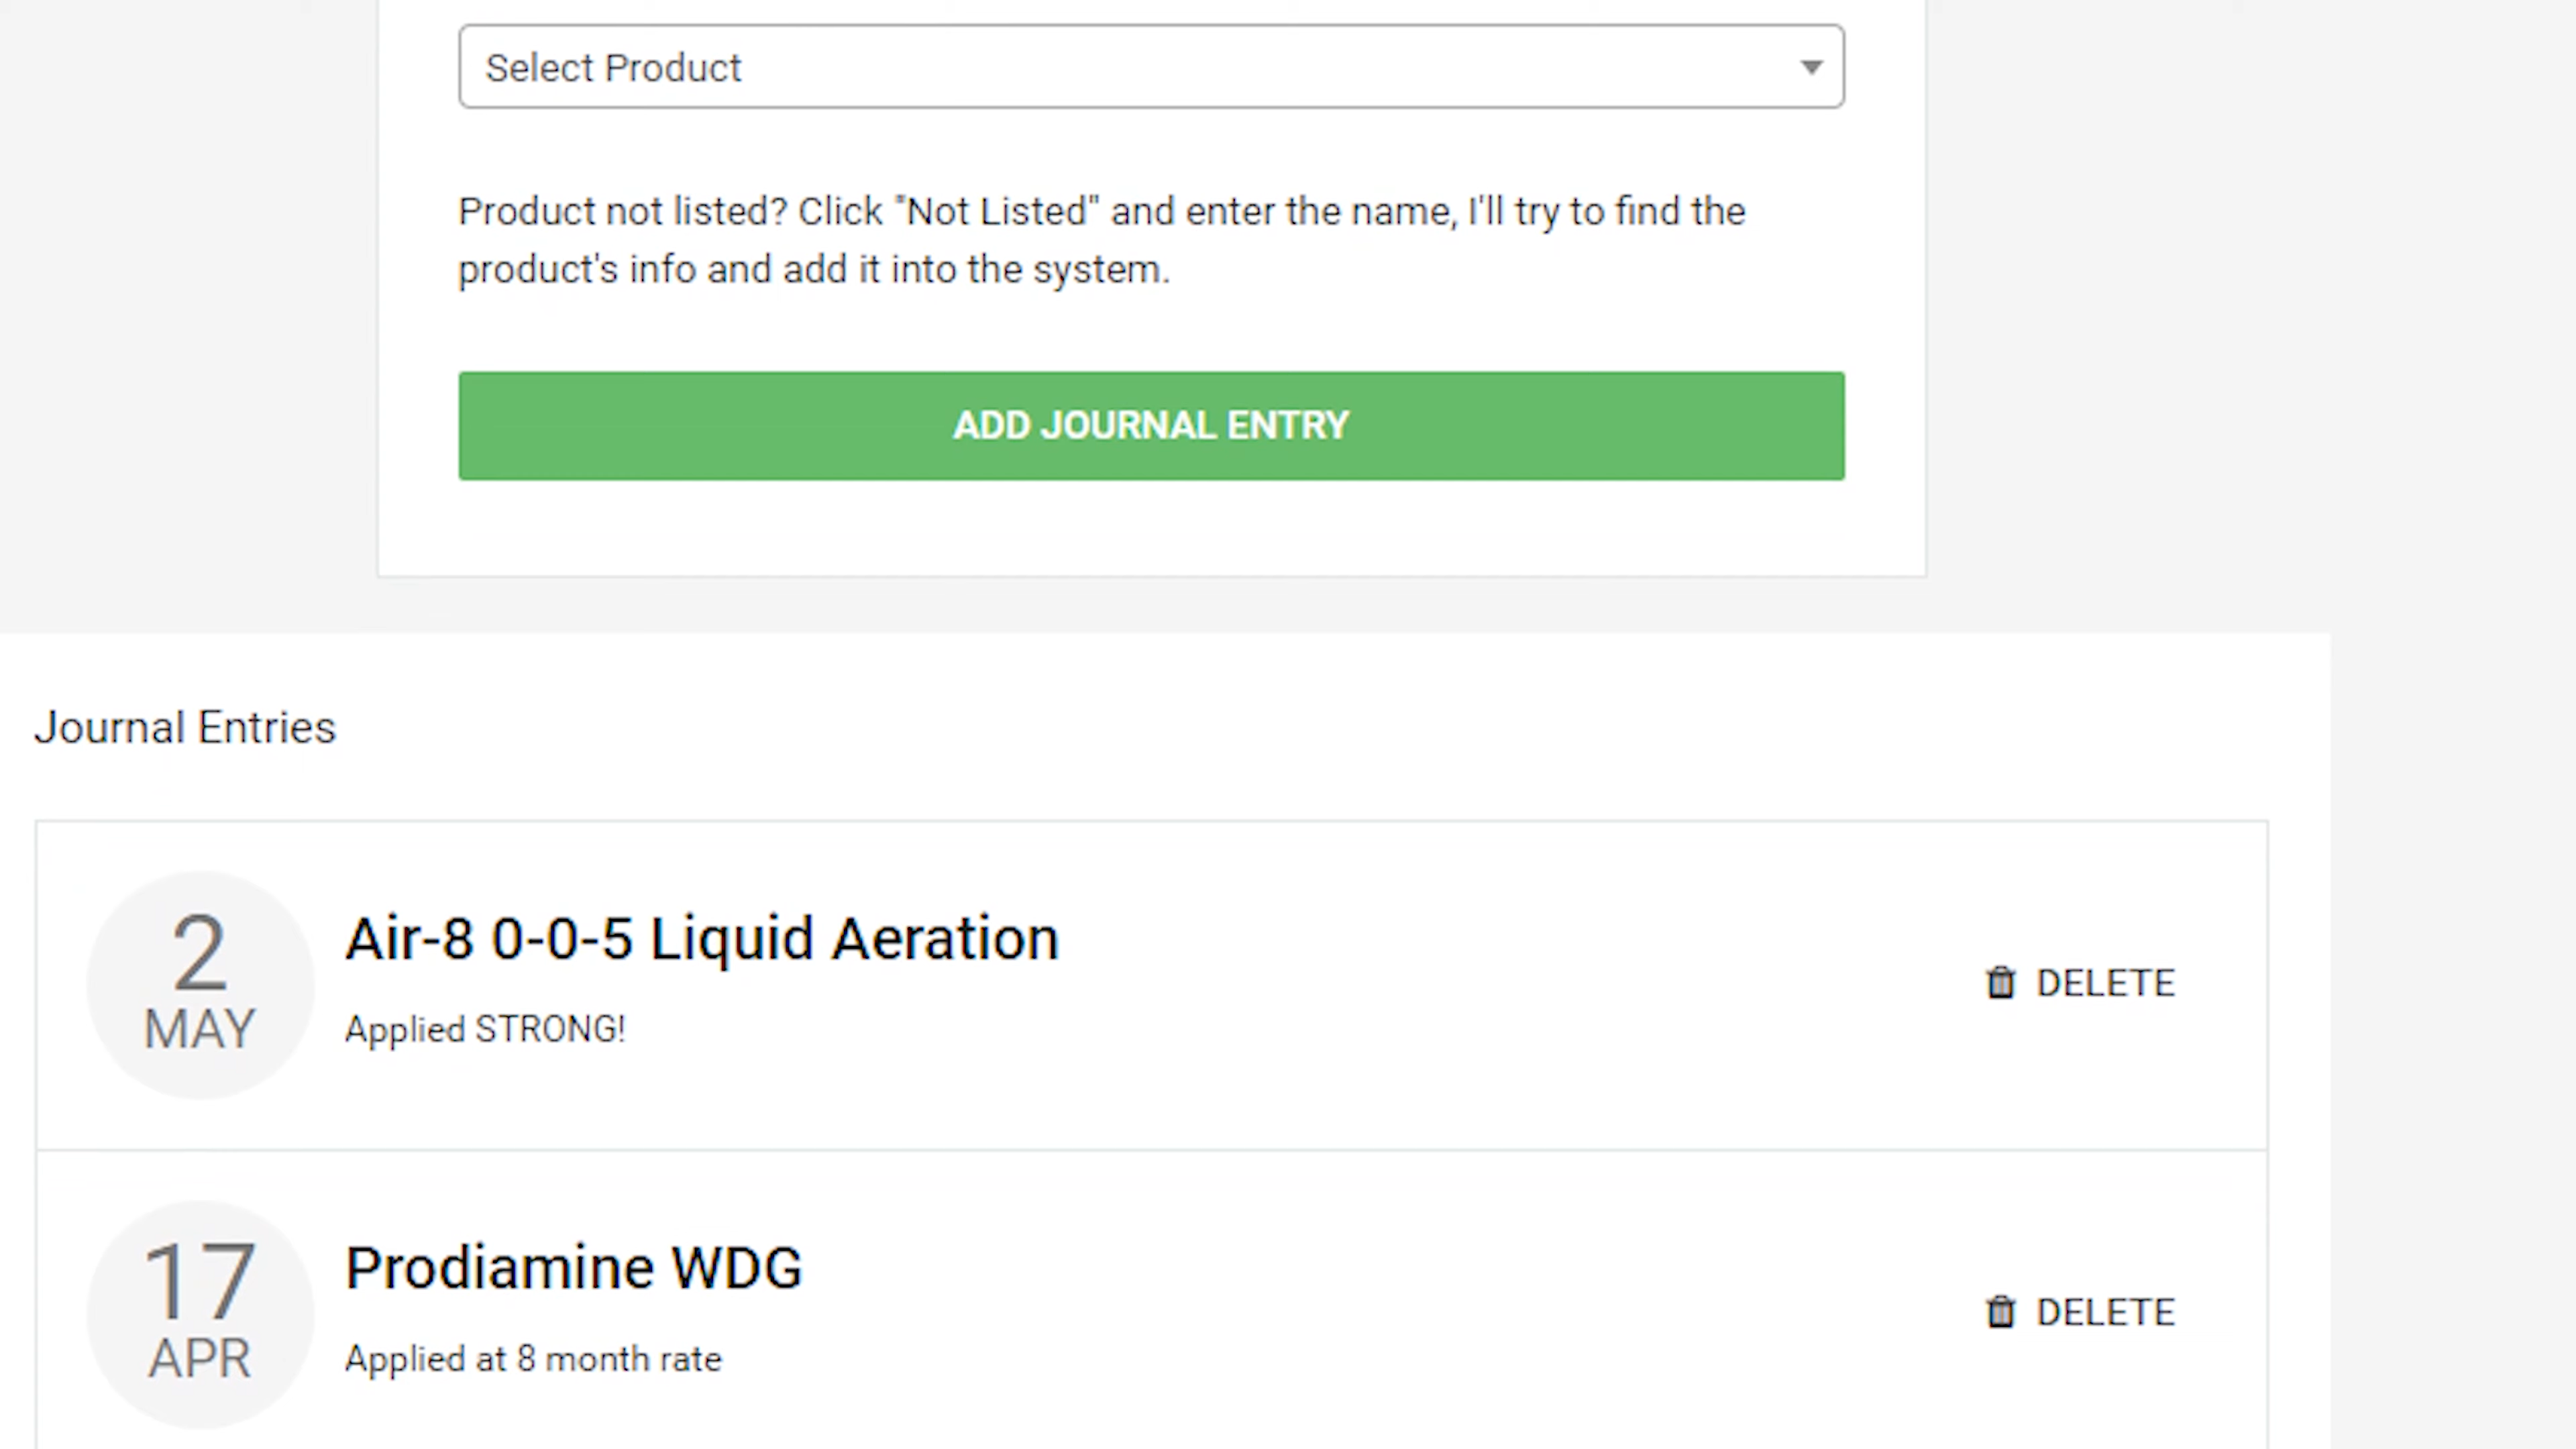 Select Product
Product not listed? Click "Not Listed" and enter the name, I'll try to find the
product's info and add it into the system.
ADD JOURNAL ENTRY
Journal Entries
2
MAY
Air-8 0-0-5 Liquid Aeration
Applied STRONG!
DELETE
17
APR
Prodiamine WDG
Applied at 8 month rate
DELETE